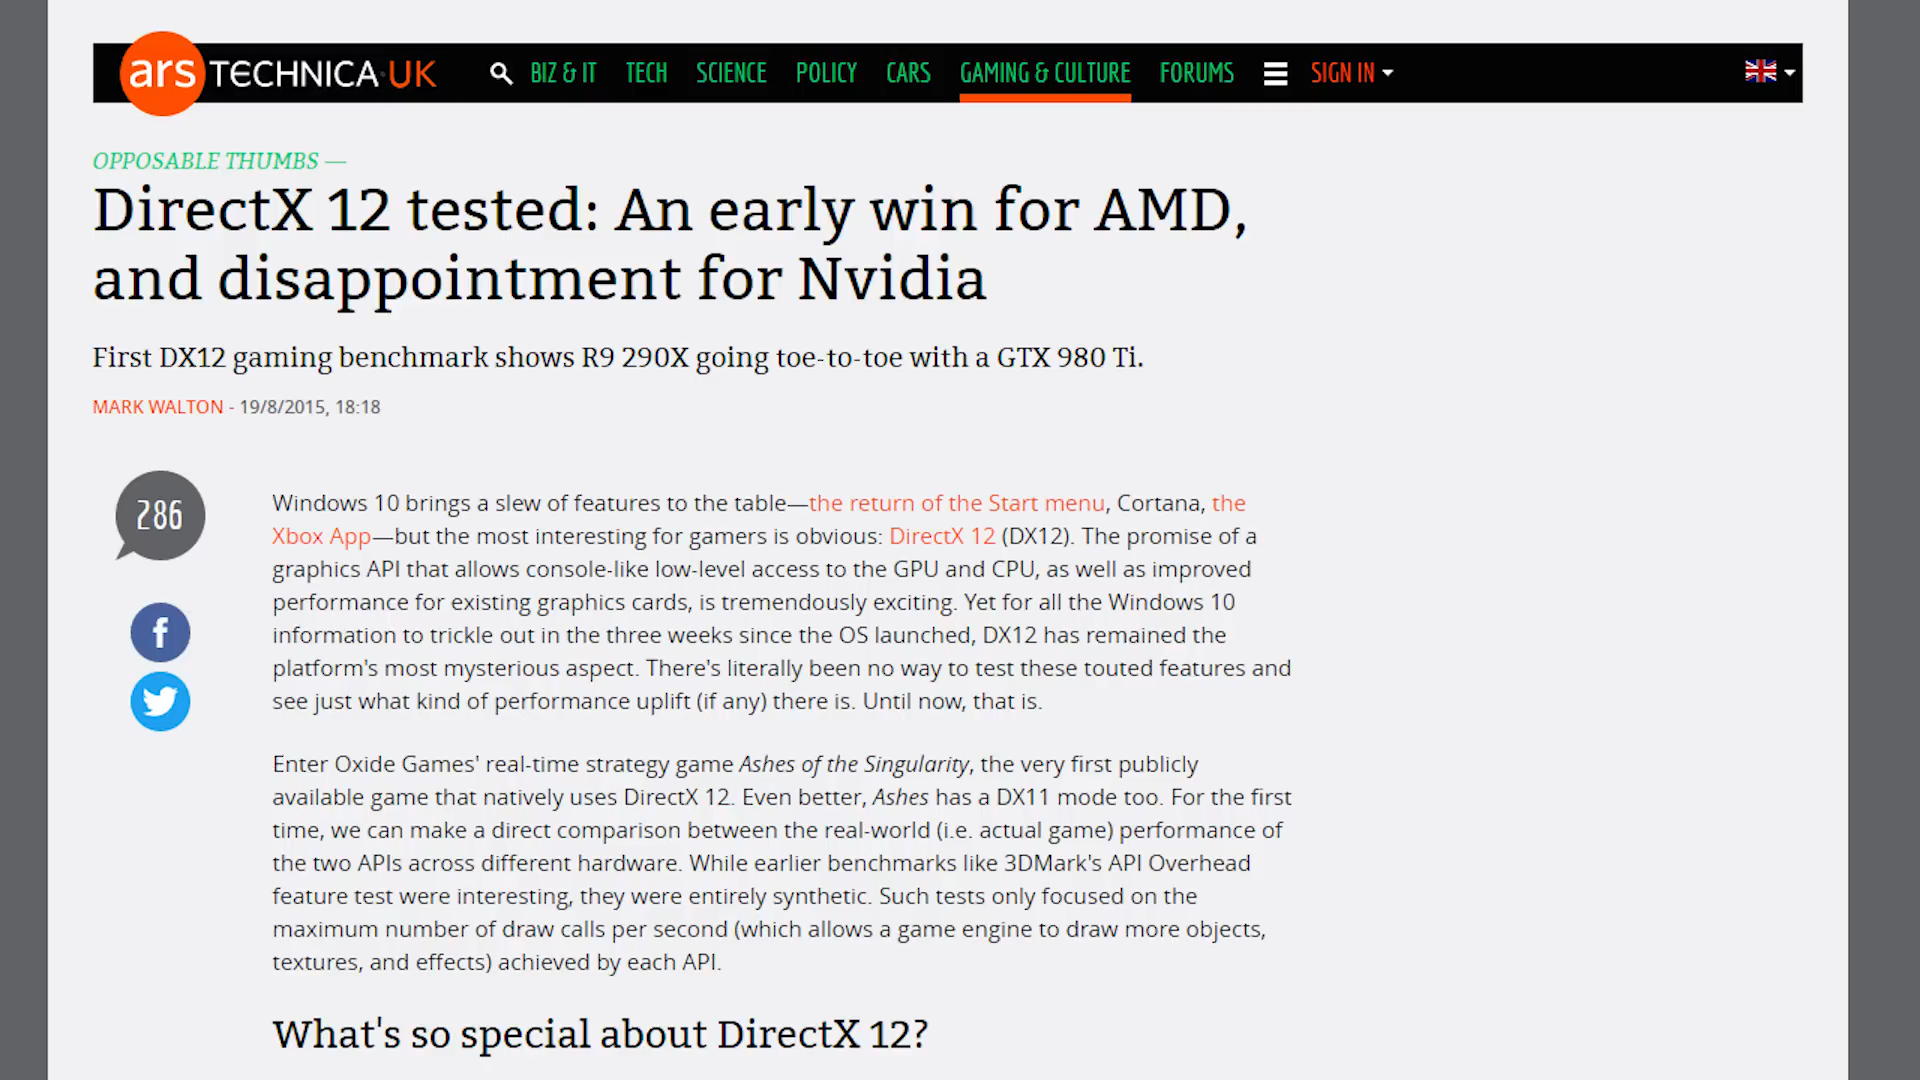 ars TECHNICA UK BIZ & IT TECH SCIENCE POLICY CARS GAMING & CULTURE FORUMS SIGN IN
OPPOSABLE THUMBS —
DirectX 12 tested: An early win for AMD,
and disappointment for Nvidia
First DX12 gaming benchmark shows R9 290X going toe-to-toe with a GTX 980 Ti.
MARK WALTON - 19/8/2015, 18:18
286
Windows 10 brings a slew of features to the table—the return of the Start menu, Cortana, the
Xbox App—but the most interesting for gamers is obvious: DirectX 12 (DX12). The promise of a
graphics API that allows console-like low-level access to the GPU and CPU, as well as improved
performance for existing graphics cards, is tremendously exciting. Yet for all the Windows 10
information to trickle out in the three weeks since the OS launched, DX12 has remained the
platform's most mysterious aspect. There's literally been no way to test these touted features and
see just what kind of performance uplift (if any) there is. Until now, that is.
Enter Oxide Games' real-time strategy game Ashes of the Singularity, the very first publicly
available game that natively uses DirectX 12. Even better, Ashes has a DX11 mode too. For the first
time, we can make a direct comparison between the real-world (i.e. actual game) performance of
the two APIs across different hardware. While earlier benchmarks like 3DMark's API Overhead
feature test were interesting, they were entirely synthetic. Such tests only focused on the
maximum number of draw calls per second (which allows a game engine to draw more objects,
textures, and effects) achieved by each API.
What's so special about DirectX 12?